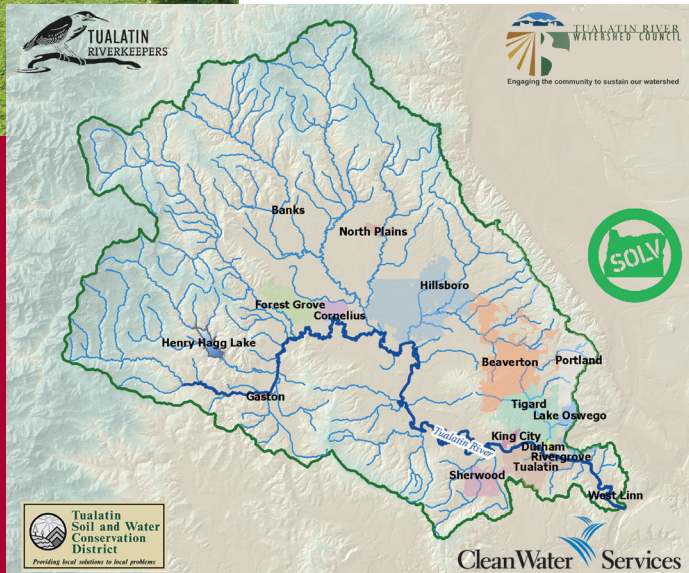 TUALATIN
RIVERKEEPERS
TUALATIN RIVER
WATERSHED COUNCIL
Engaging the community to sustain our watershed
Banks
North Plains
SOLV
Hillsboro
Forest Grove
Cornelius
Henry Hagg Lake
Beaverton
Portland
Gaston
Tigard
Lake Oswego
Tualatin River
King City
Durham
Rivergrove
Tualatin
Sherwood
West Linn
Tualatin
Soil and Water
Conservation
District
Providing local solutions to local problems
CleanWater Services